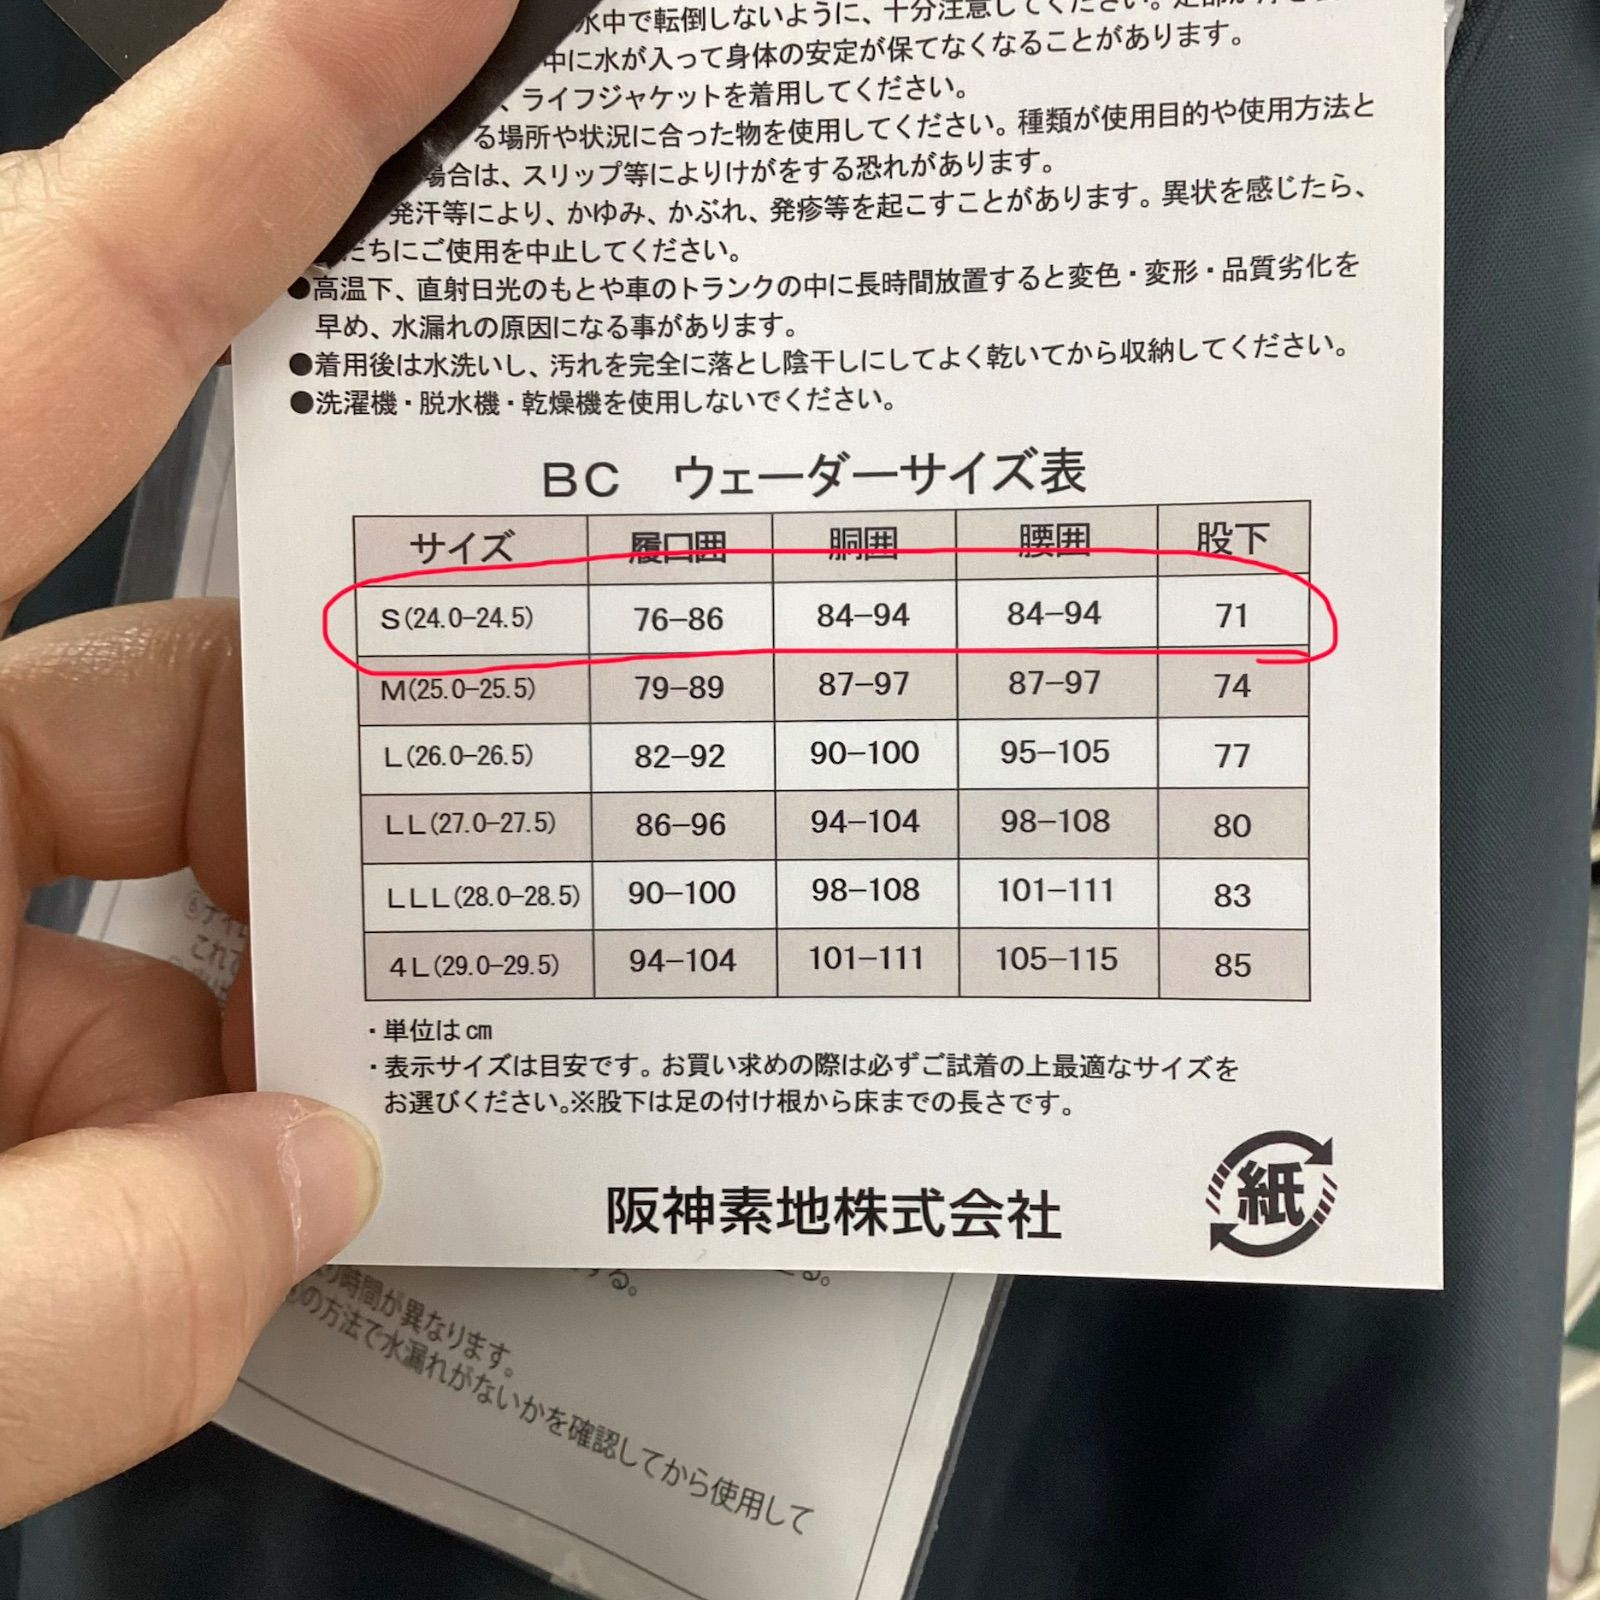 水中で転倒しないように、十分注意してください。
中に水が入って身体の安定が保てなくなることがあります。
、ライフジャケットを着用してください。
る場所や状況に合った物を使用してください。種類が使用目的や使用方法と
場合は、スリップ等によりけがをする恐れがあります。
発汗等により、かゆみ、かぶれ、発疹等を起こすことがあります。異状を感じたら、
だちにご使用を中止してください。
●高温下、直射日光のもとや車のトランクの中に長時間放置すると変色・変形・品質劣化を
早め、水漏れの原因になる事があります。
●着用後は水洗いし、汚れを完全に落とし陰干しにしてよく乾いてから収納してください。
●洗濯機・脱水機・乾燥機を使用しないでください。
BC ウェーダーサイズ表
サイズ 履口囲 胴囲 腰囲 股下
S(24.0-24.5) 76-86 84-94 84-94 71
M(25.0-25.5) 79-89 87-97 87-97 74
L(26.0-26.5) 82-92 90-100 95-105 77
LL(27.0-27.5) 86-96 94-104 98-108 80
LLL(28.0-28.5) 90-100 98-108 101-111 83
4L(29.0-29.5) 94-104 101-111 105-115 85
・単位はcm
・表示サイズは目安です。お買い求めの際は必ずご試着の上最適なサイズを
お選びください。※股下は足の付け根から床までの長さです。
紙
阪神素地株式会社
する。
時間が異なります。
の方法で水漏れがないかを確認してから使用して